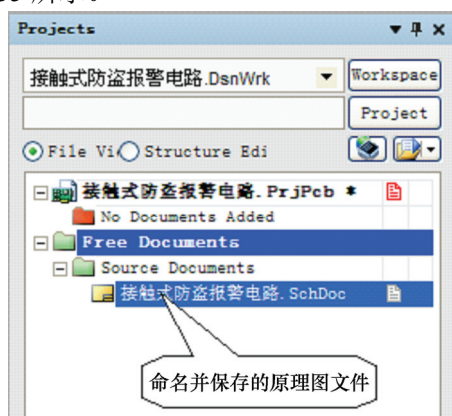 Projects
接触式防盗报警电路.DsnWrk
Workspace
Project
File Vi
Structure Edi
接触式防盗报警电路.PrjPcb *
No Documents Added
Free Documents
Source Documents
接触式防盗报警电路.SchDoc
命名并保存的原理图文件